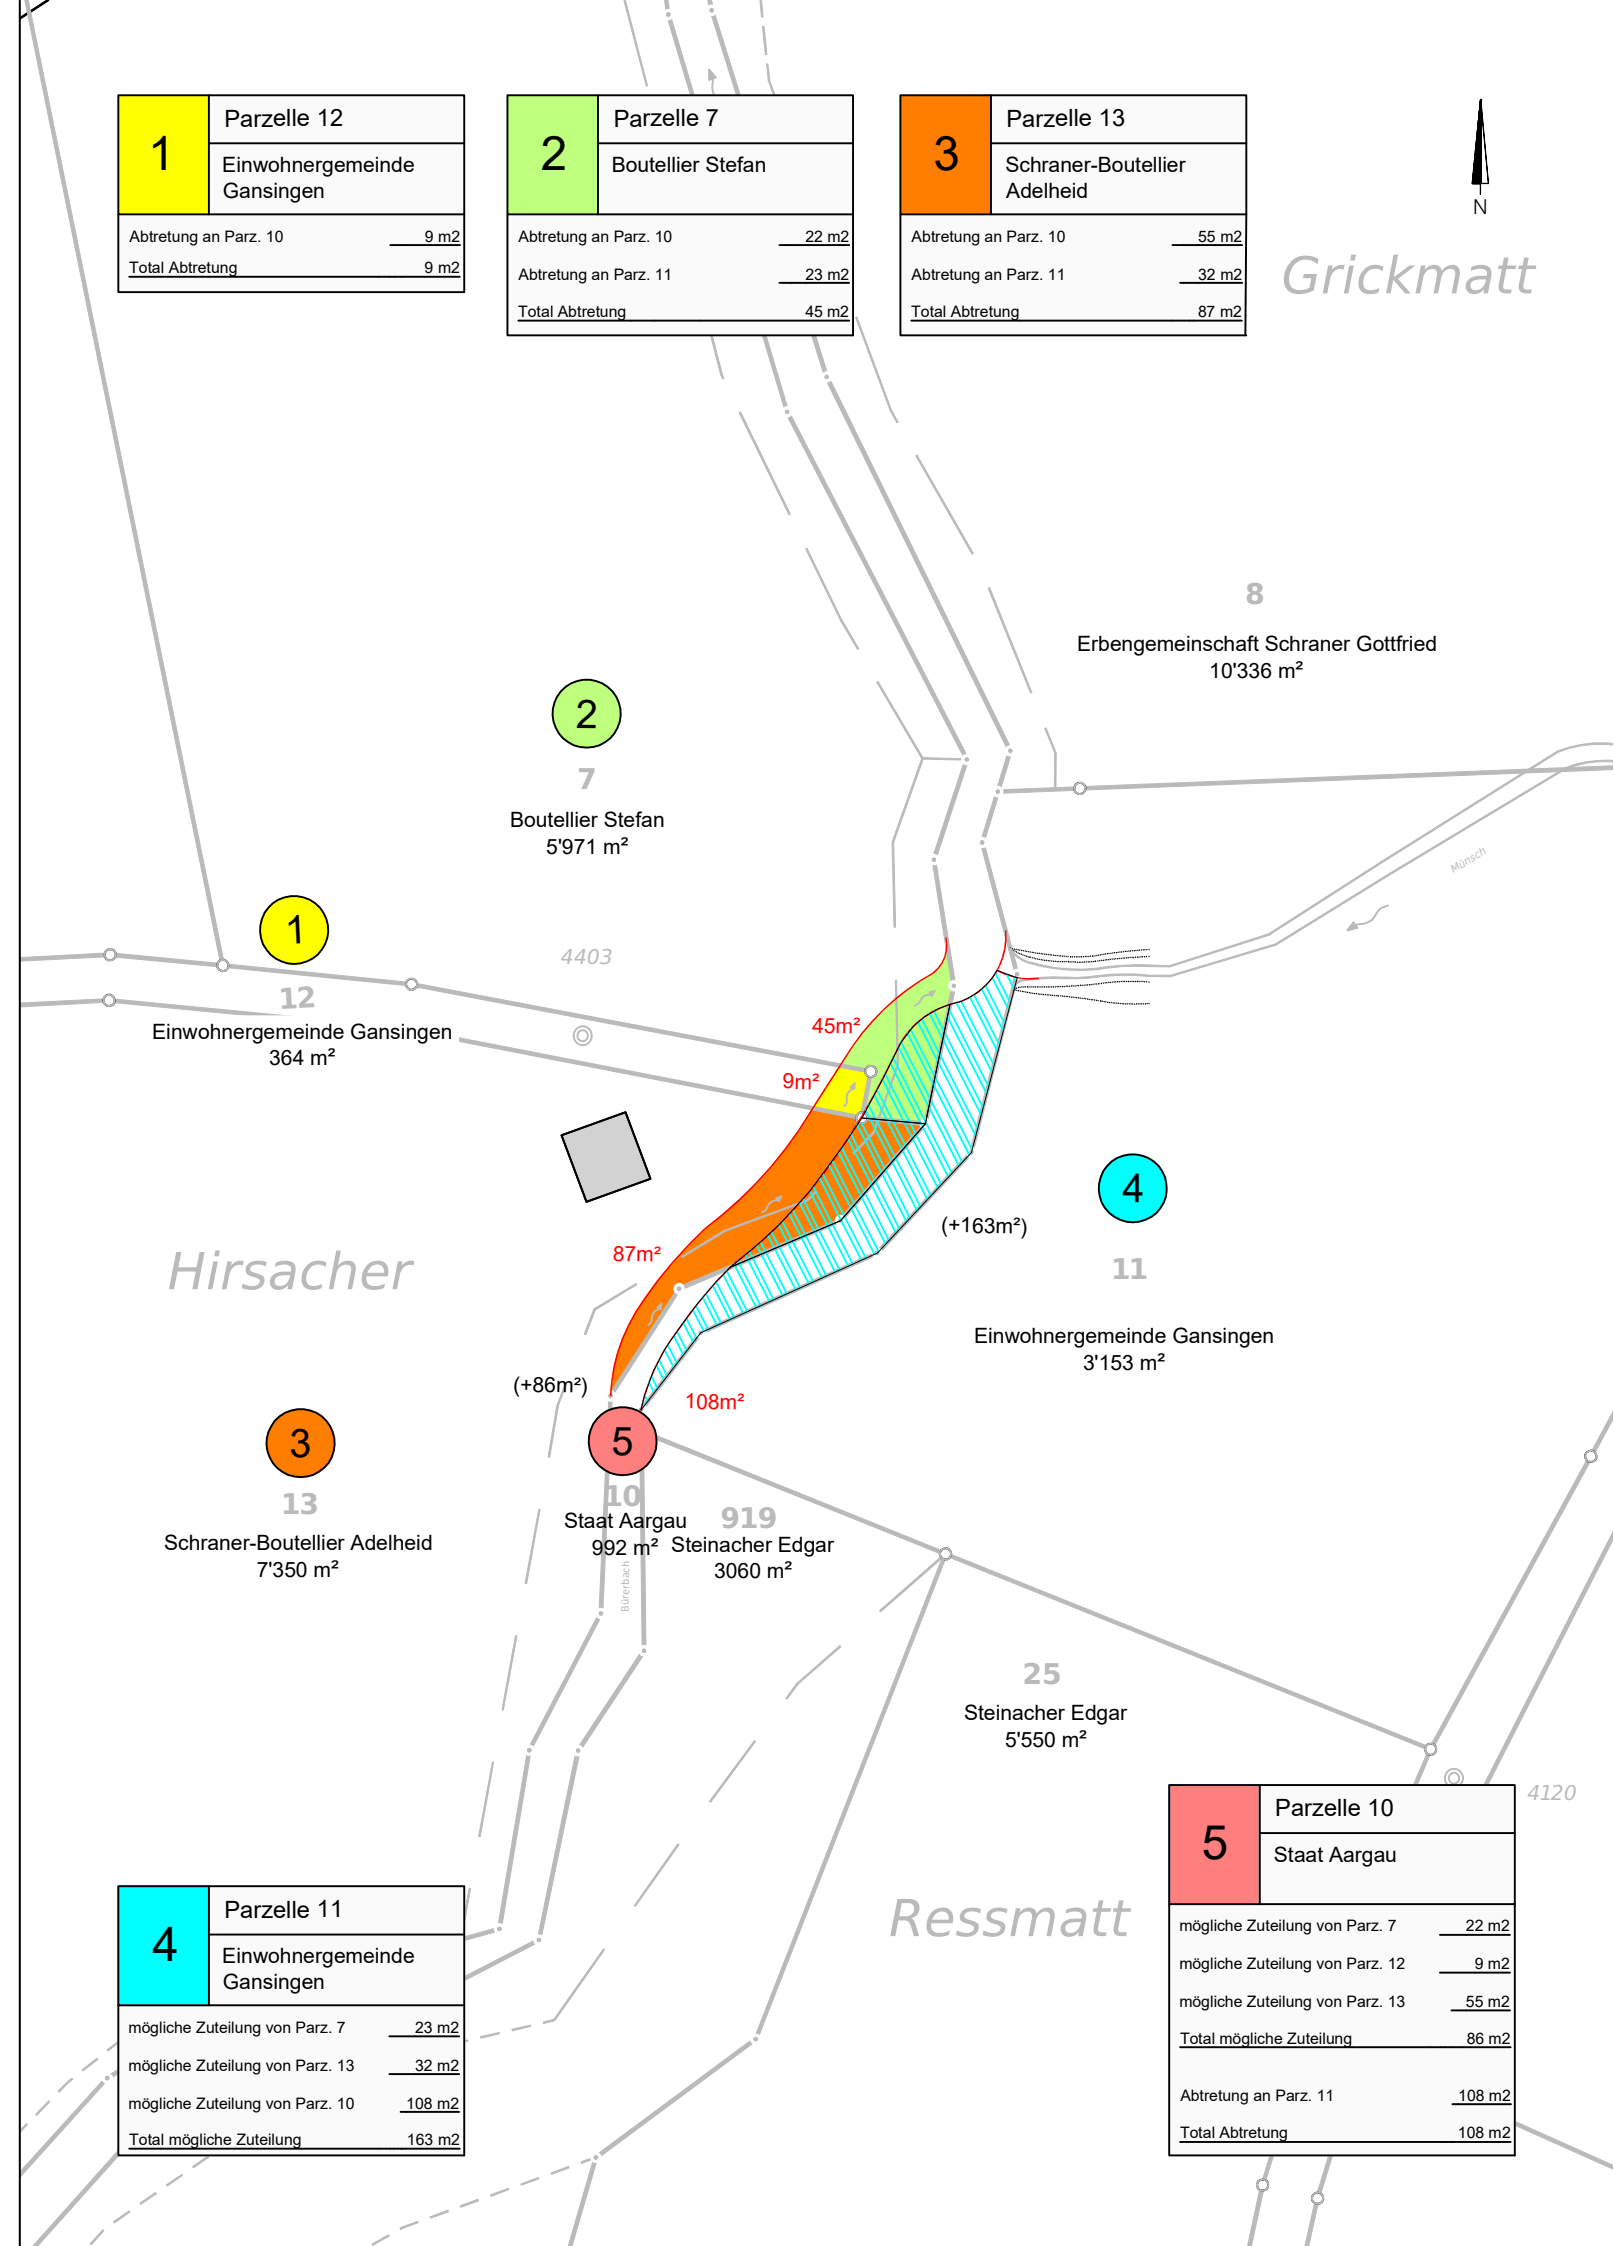 1
Parzelle 12
Einwohnergemeinde
Gansingen
Abtretung an Parz. 10 9 m2
Total Abtretung 9 m2
2
Parzelle 7
Boutellier Stefan
Abtretung an Parz. 10 22 m2
Abtretung an Parz. 11 23 m2
Total Abtretung 45 m2
3
Parzelle 13
Schraner-Boutellier
Adelheid
Abtretung an Parz. 10 55 m2
Abtretung an Parz. 11 32 m2
Total Abtretung 87 m2
N
Grickmatt
8
Erbengemeinschaft Schraner Gottfried
10'336 m²
2
7
Boutellier Stefan
5'971 m²
Münsch
1
4403
12
Einwohnergemeinde Gansingen
364 m²
45m²
9m²
4
(+163m²)
87m²
Hirsacher
11
Einwohnergemeinde Gansingen
3'153 m²
(+86m²)
108m²
3
13
Schraner-Boutellier Adelheid
7'350 m²
5
10
Staat Aargau
992 m²
919
Steinacher Edgar
3060 m²
Bürerbach
25
Steinacher Edgar
5'550 m²
4120
Ressmatt
4
Parzelle 11
Einwohnergemeinde
Gansingen
mögliche Zuteilung von Parz. 7 23 m2
mögliche Zuteilung von Parz. 13 32 m2
mögliche Zuteilung von Parz. 10 108 m2
Total mögliche Zuteilung 163 m2
5
Parzelle 10
Staat Aargau
mögliche Zuteilung von Parz. 7 22 m2
mögliche Zuteilung von Parz. 12 9 m2
mögliche Zuteilung von Parz. 13 55 m2
Total mögliche Zuteilung 86 m2
Abtretung an Parz. 11 108 m2
Total Abtretung 108 m2